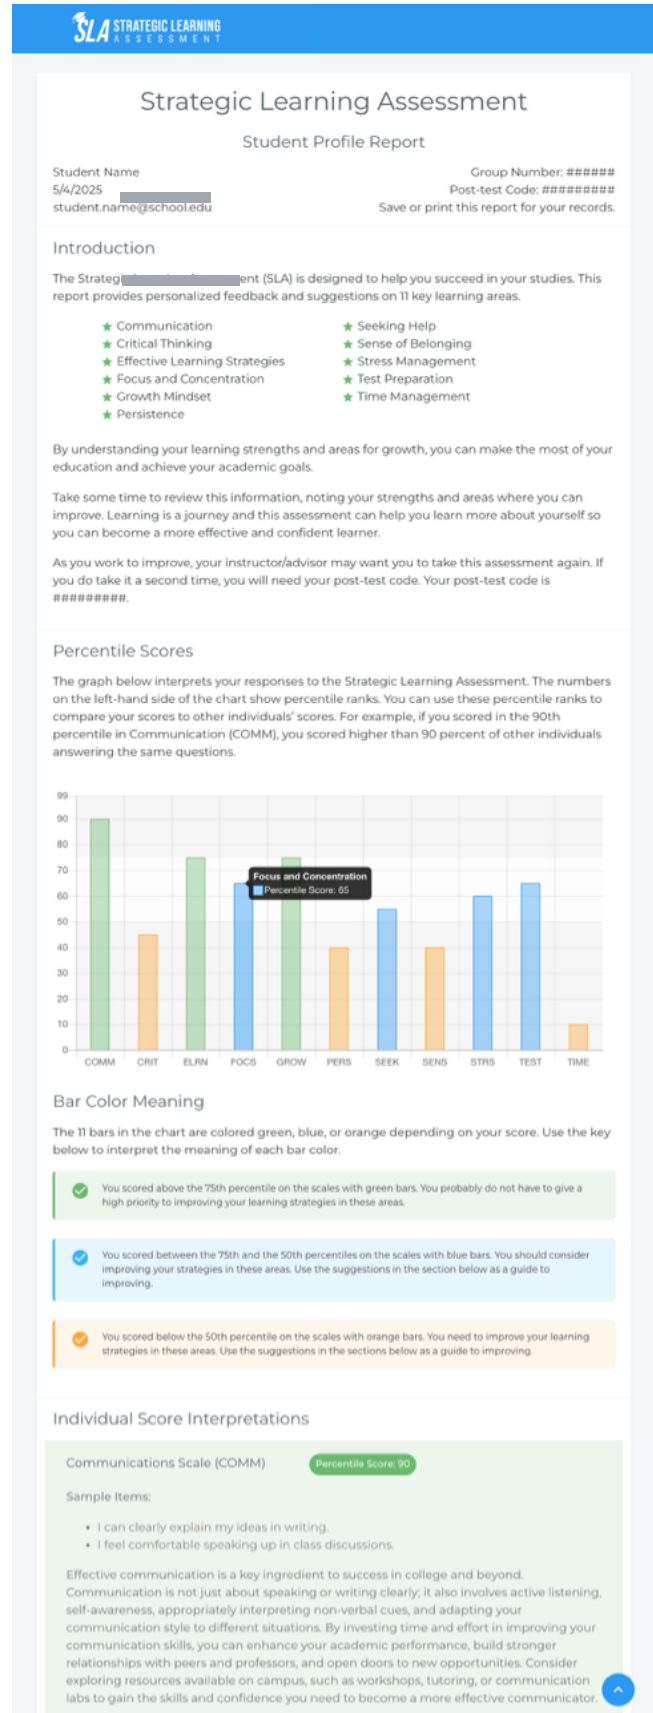 SLA STRATEGIC LEARNING
ASSESSMENT
Strategic Learning Assessment
Student Profile Report
Student Name
5/4/2025
student.name@school.edu
Group Number: ######
Post-test Code: #########
Save or print this report for your records.
Introduction
The Strategi ent (SLA) is designed to help you succeed in your studies. This
report provides personalized feedback and suggestions on 11 key learning areas.
Communication
Critical Thinking
Effective Learning Strategies
Focus and Concentration
Growth Mindset
Persistence
Seeking Help
Sense of Belonging
Stress Management
Test Preparation
Time Management
By understanding your learning strengths and areas for growth, you can make the most of your
education and achieve your academic goals.
Take some time to review this information, noting your strengths and areas where you can
improve. Learning is a journey and this assessment can help you learn more about yourself so
you can become a more effective and confident learner.
As you work to improve, your instructor/advisor may want you to take this assessment again. If
you do take it a second time, you will need your post-test code. Your post-test code is
#########.
Percentile Scores
The graph below interprets your responses to the Strategic Learning Assessment. The numbers
on the left-hand side of the chart show percentile ranks. You can use these percentile ranks to
compare your scores to other individuals' scores. For example, if you scored in the 90th
percentile in Communication (COMM), you scored higher than 90 percent of other individuals
answering the same questions.
99
90
80
70
60
50
40
30
20
10
0
Focus and Concentration
Percentile Score: 65
COMM CRIT ELRN FOCS GROW PERS SEEK SENS STRS TEST TIME
Bar Color Meaning
The 11 bars in the chart are colored green, blue, or orange depending on your score. Use the key
below to interpret the meaning of each bar color.
You scored above the 75th percentile on the scales with green bars. You probably do not have to give a
high priority to improving your learning strategies in these areas.
You scored between the 75th and the 50th percentiles on the scales with blue bars. You should consider
improving your strategies in these areas. Use the suggestions in the section below as a guide to
improving.
You scored below the 50th percentile on the scales with orange bars. You need to improve your learning
strategies in these areas. Use the suggestions in the sections below as a guide to improving.
Individual Score Interpretations
Communications Scale (COMM)
Percentile Score: 90
Sample Items:
• I can clearly explain my ideas in writing.
• I feel comfortable speaking up in class discussions.
Effective communication is a key ingredient to success in college and beyond.
Communication is not just about speaking or writing clearly; it also involves active listening,
self-awareness, appropriately interpreting non-verbal cues, and adapting your
communication style to different situations. By investing time and effort in improving your
communication skills, you can enhance your academic performance, build stronger
relationships with peers and professors, and open doors to new opportunities. Consider
exploring resources available on campus, such as workshops, tutoring, or communication
labs to gain the skills and confidence you need to become a more effective communicator.